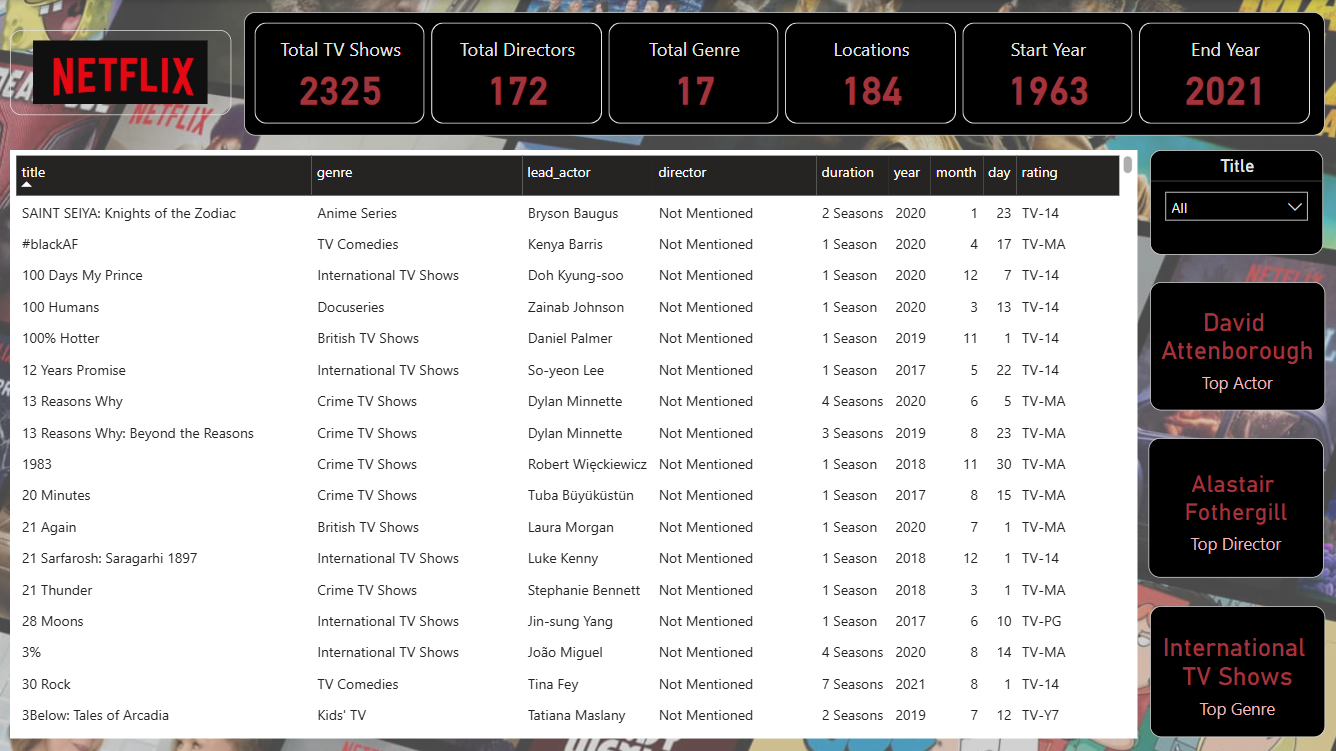 NETFLIX
Total TV Shows
2325
Total Directors
172
Total Genre
17
Locations
184
Start Year
1963
End Year
2021
NETFLIX
title genre lead_actor director duration year month day rating
SAINT SEIYA: Knights of the Zodiac Anime Series Bryson Baugus Not Mentioned 2 Seasons 2020 1 23 TV-14
#blackAF TV Comedies Kenya Barris Not Mentioned 1 Season 2020 4 17 TV-MA
100 Days My Prince International TV Shows Doh Kyung-soo Not Mentioned 1 Season 2020 12 7 TV-14
100 Humans Docuseries Zainab Johnson Not Mentioned 1 Season 2020 3 13 TV-14
100% Hotter British TV Shows Daniel Palmer Not Mentioned 1 Season 2019 11 1 TV-14
12 Years Promise International TV Shows So-yeon Lee Not Mentioned 1 Season 2017 5 22 TV-14
13 Reasons Why Crime TV Shows Dylan Minnette Not Mentioned 4 Seasons 2020 6 5 TV-MA
13 Reasons Why: Beyond the Reasons Crime TV Shows Dylan Minnette Not Mentioned 3 Seasons 2019 8 23 TV-MA
1983 Crime TV Shows Robert Więckiewicz Not Mentioned 1 Season 2018 11 30 TV-MA
20 Minutes Crime TV Shows Tuba Büyüküstün Not Mentioned 1 Season 2017 8 15 TV-MA
21 Again British TV Shows Laura Morgan Not Mentioned 1 Season 2020 7 1 TV-MA
21 Sarfarosh: Saragarhi 1897 International TV Shows Luke Kenny Not Mentioned 1 Season 2018 12 1 TV-14
21 Thunder Crime TV Shows Stephanie Bennett Not Mentioned 1 Season 2018 3 1 TV-MA
28 Moons International TV Shows Jin-sung Yang Not Mentioned 1 Season 2017 6 10 TV-PG
3% International TV Shows João Miguel Not Mentioned 4 Seasons 2020 8 14 TV-MA
30 Rock TV Comedies Tina Fey Not Mentioned 7 Seasons 2021 8 1 TV-14
3Below: Tales of Arcadia Kids' TV Tatiana Maslany Not Mentioned 2 Seasons 2019 7 12 TV-Y7
Title
All
NETFLIX
David
Attenborough
Top Actor
Alastair
Fothergill
Top Director
International
TV Shows
Top Genre